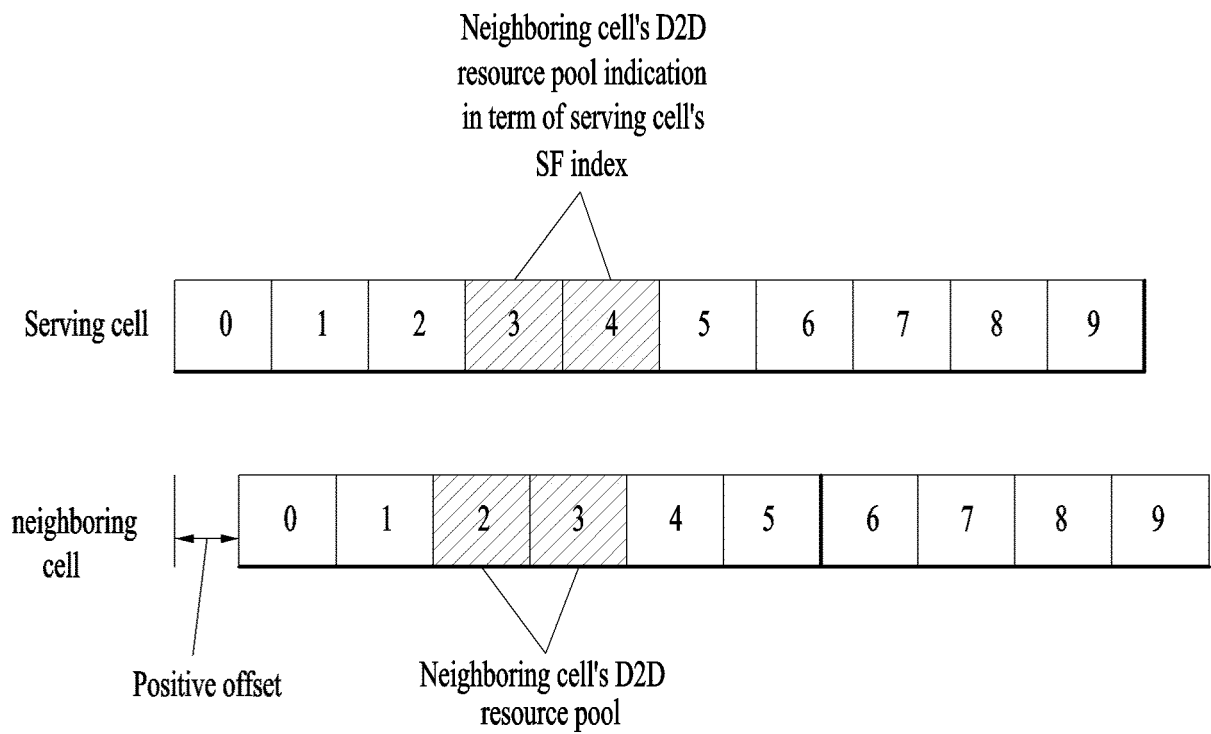 Neighboring cell's D2D
resource pool indication
in term of serving cell's
SF index
Serving cell
0 1 2 3 4 5 6 7 8 9
neighboring
cell
0 1 2 3 4 5 6 7 8 9
Positive offset
Neighboring cell's D2D
resource pool